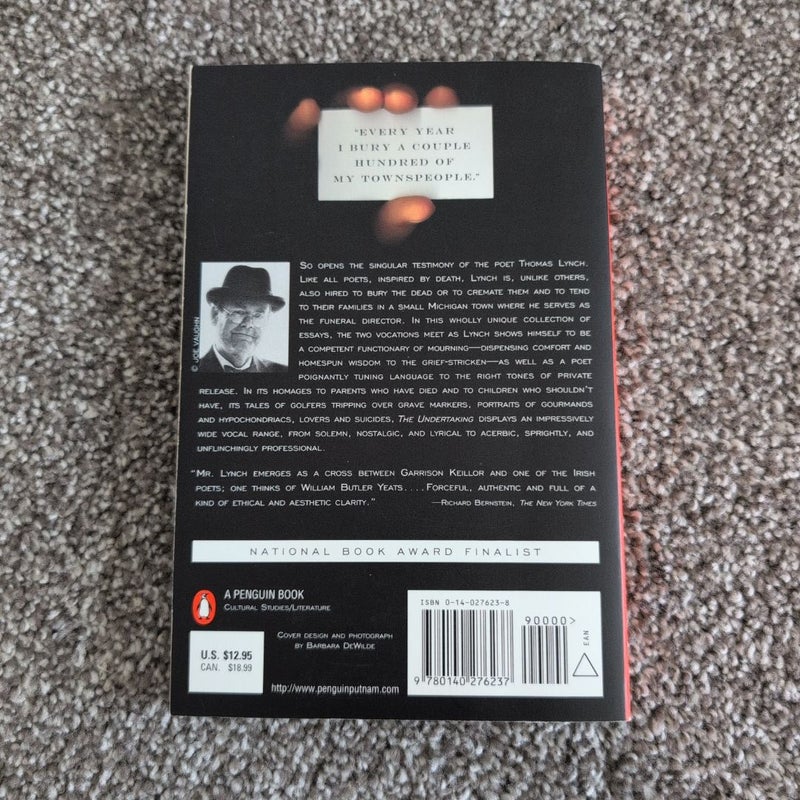 "EVERY YEAR
I BURY A COUPLE
HUNDRED OF
MY TOWNSPEOPLE."
SO OPENS THE SINGULAR TESTIMONY OF THE POET THOMAS LYNCH.
LIKE ALL POETS, INSPIRED BY DEATH, LYNCH IS, UNLIKE OTHERS,
ALSO HIRED TO BURY THE DEAD OR TO CREMATE THEM AND TO TEND
TO THEIR FAMILIES IN A SMALL MICHIGAN TOWN WHERE HE SERVES AS
THE FUNERAL DIRECTOR. IN THIS WHOLLY UNIQUE COLLECTION OF
ESSAYS, THE TWO VOCATIONS MEET AS LYNCH SHOWS HIMSELF TO BE
A COMPETENT FUNCTIONARY OF MOURNING—DISPENSING COMFORT AND
HOMESPUN WISDOM TO THE GRIEF-STRICKEN—AS WELL AS A POET
POIGNANTLY TUNING LANGUAGE TO THE RIGHT TONES OF PRIVATE
RELEASE. IN ITS HOMAGES TO PARENTS WHO HAVE DIED AND TO CHILDREN WHO SHOULDN'T
HAVE, ITS TALES OF GOLFERS TRIPPING OVER GRAVE MARKERS, PORTRAITS OF GOURMANDS
AND HYPOCHONDRIACS, LOVERS AND SUICIDES, THE UNDERTAKING DISPLAYS AN IMPRESSIVELY
WIDE VOCAL RANGE, FROM SOLEMN, NOSTALGIC, AND LYRICAL TO ACERBIC, SPRIGHTLY, AND
UNFLINCHINGLY PROFESSIONAL.
© JOE VAUGHN
"MR. LYNCH EMERGES AS A CROSS BETWEEN GARRISON KEILLOR AND ONE OF THE IRISH
POETS; ONE THINKS OF WILLIAM BUTLER YEATS.... FORCEFUL, AUTHENTIC AND FULL OF A
KIND OF ETHICAL AND AESTHETIC CLARITY." —RICHARD BERNSTEIN, THE NEW YORK TIMES
NATIONAL BOOK AWARD FINALIST
A PENGUIN BOOK
CULTURAL STUDIES/LITERATURE
U.S. $12.95
CAN. $18.99
COVER DESIGN AND PHOTOGRAPH
BY BARBARA DEWILDE
http://www.penguinputnam.com
ISBN 0-14-027623-8
90000>
9 780140 276237
EAN